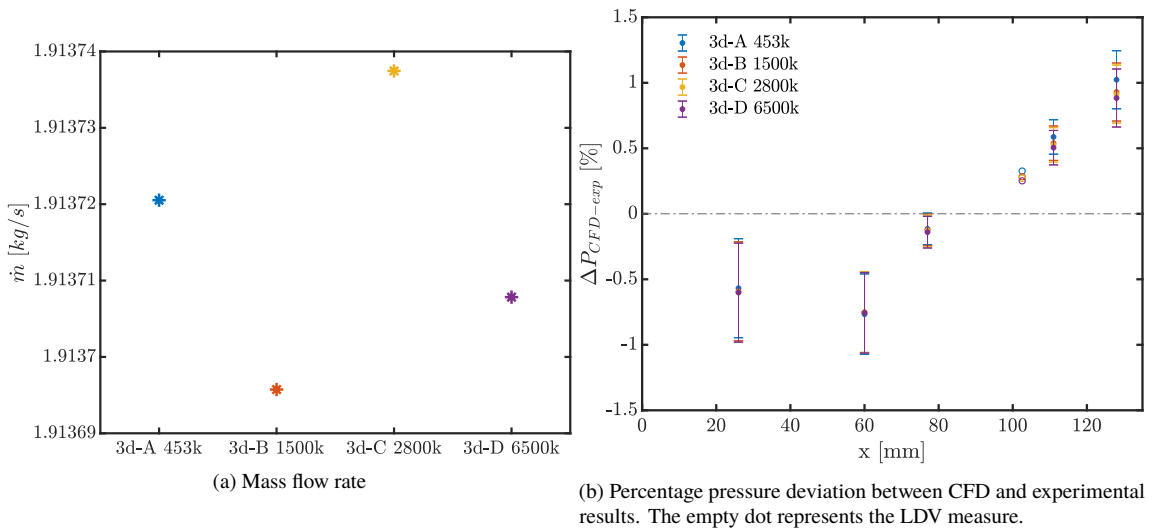 1.91374
1.91373
1.91372
1.91371
1.9137
1.91369
ṁ [kg/s]
3d-A 453k
3d-B 1500k
3d-C 2800k
3d-D 6500k
(a) Mass flow rate
1.5
1
0.5
0
-0.5
-1
-1.5
ΔP_{CFD-exp} [%]
3d-A 453k
3d-B 1500k
3d-C 2800k
3d-D 6500k
0
20
40
60
80
100
120
x [mm]
(b) Percentage pressure deviation between CFD and experimental
results. The empty dot represents the LDV measure.